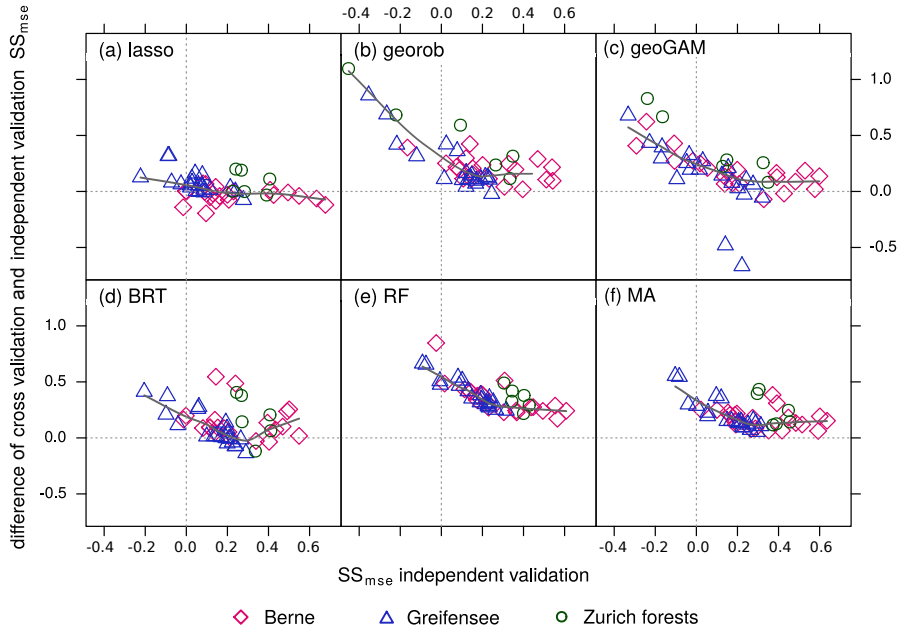 -0.4 0.0 0.2 0.4 0.6
(a) lasso
(b) georob
(c) geoGAM
1.0
0.5
0.0
-0.5
(d) BRT
(e) RF
(f) MA
1.0
0.5
0.0
-0.5
-0.4 -0.2 0.0 0.2 0.4 0.6
-0.4 -0.2 0.0 0.2 0.4 0.6
difference of cross validation and independent validation SSmse
SSmse independent validation
Berne Greifensee Zurich forests